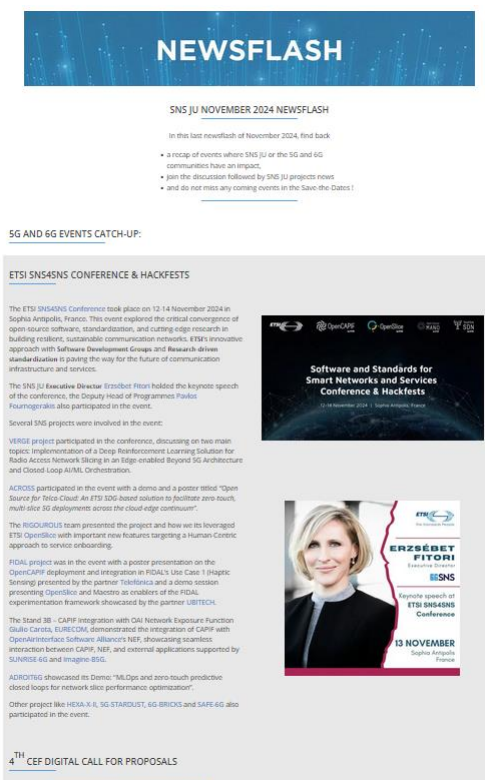 NEWSFLASH
SNS JU NOVEMBER 2024 NEWSFLASH
In this last newsflash of November 2024, find back
• a recap of events where SNS JU or the 5G and 6G
communities have an impact,
• join the discussion followed by SNS JU projects news
• and do not miss any coming events in the Save-the-Dates !
5G AND 6G EVENTS CATCH-UP:
ETSI SNS4SNS CONFERENCE & HACKFESTS
The ETSI SNS4SNS Conference took place on 12-14 November 2024 in
Sophia Antipolis, France. This event explored the critical convergence of
open-source software, standardization, and cutting-edge research in
building resilient, sustainable communication networks. ETSI's innovative
approach with Software Development Groups and Research-driven
standardization is paving the way for the future of communication
infrastructure and services.
The SNS JU Executive Director Erzsébet Fitori holded the keynote speech
of the conference, the Deputy Head of Programmes Pavlos
Fournogerakis also participated in the event.
Several SNS projects were involved in the event:
VERGE project participated in the conference, discussing on two main
topics: Implementation of a Deep Reinforcement Learning Solution for
Radio Access Network Slicing in an Edge-enabled Beyond 5G Architecture
and Closed-Loop AI/ML Orchestration.
ACROSS participated in the event with a demo and a poster titled "Open
Source for Telco-Cloud: An ETSI SDG-based solution to facilitate zero-touch,
multi-slice 5G deployments across the cloud-edge continuum".
The RIGOUROUS team presented the project and how we its leveraged
ETSI OpenSlice with important new features targeting a Human-Centric
approach to service onboarding.
FIDAL project was in the event with a poster presentation on the
OpenCAPIF deployment and integration in FIDAL's Use Case 1 (Haptic
Sensing) presented by the partner Telefónica and a demo session
presenting OpenSlice and Maestro as enablers of the FIDAL
experimentation framework showcased by the partner UBITECH.
The Stand 3B – CAPIF Integration with OAI Network Exposure Function
Giulio Carota, EURECOM, demonstrated the integration of CAPIF with
OpenAirInterface Software Alliance's NEF, showcasing seamless
interaction between CAPIF, NEF, and external applications supported by
SUNRISE-6G and Imagine-B5G.
ADROIT6G showcased its Demo: "MLOps and zero-touch predictive
closed loops for network slice performance optimization".
Other project like HEXA-X-II, 5G STARDUST, 6G-BRICKS and SAFE-6G also
participated in the event.
ETSI OpenCAPIF OpenSlice MANO SDN
Software and Standards for
Smart Networks and Services
Conference & Hackfests
12-14 November 2024 | Sophia Antipolis, France
ETSI
ERZSÉBET
FITORI
Executive Director
SNS
Keynote speech at
ETSI SNS4SNS
Conference
13 NOVEMBER
Sophia Antipolis
France
4TH CEF DIGITAL CALL FOR PROPOSALS